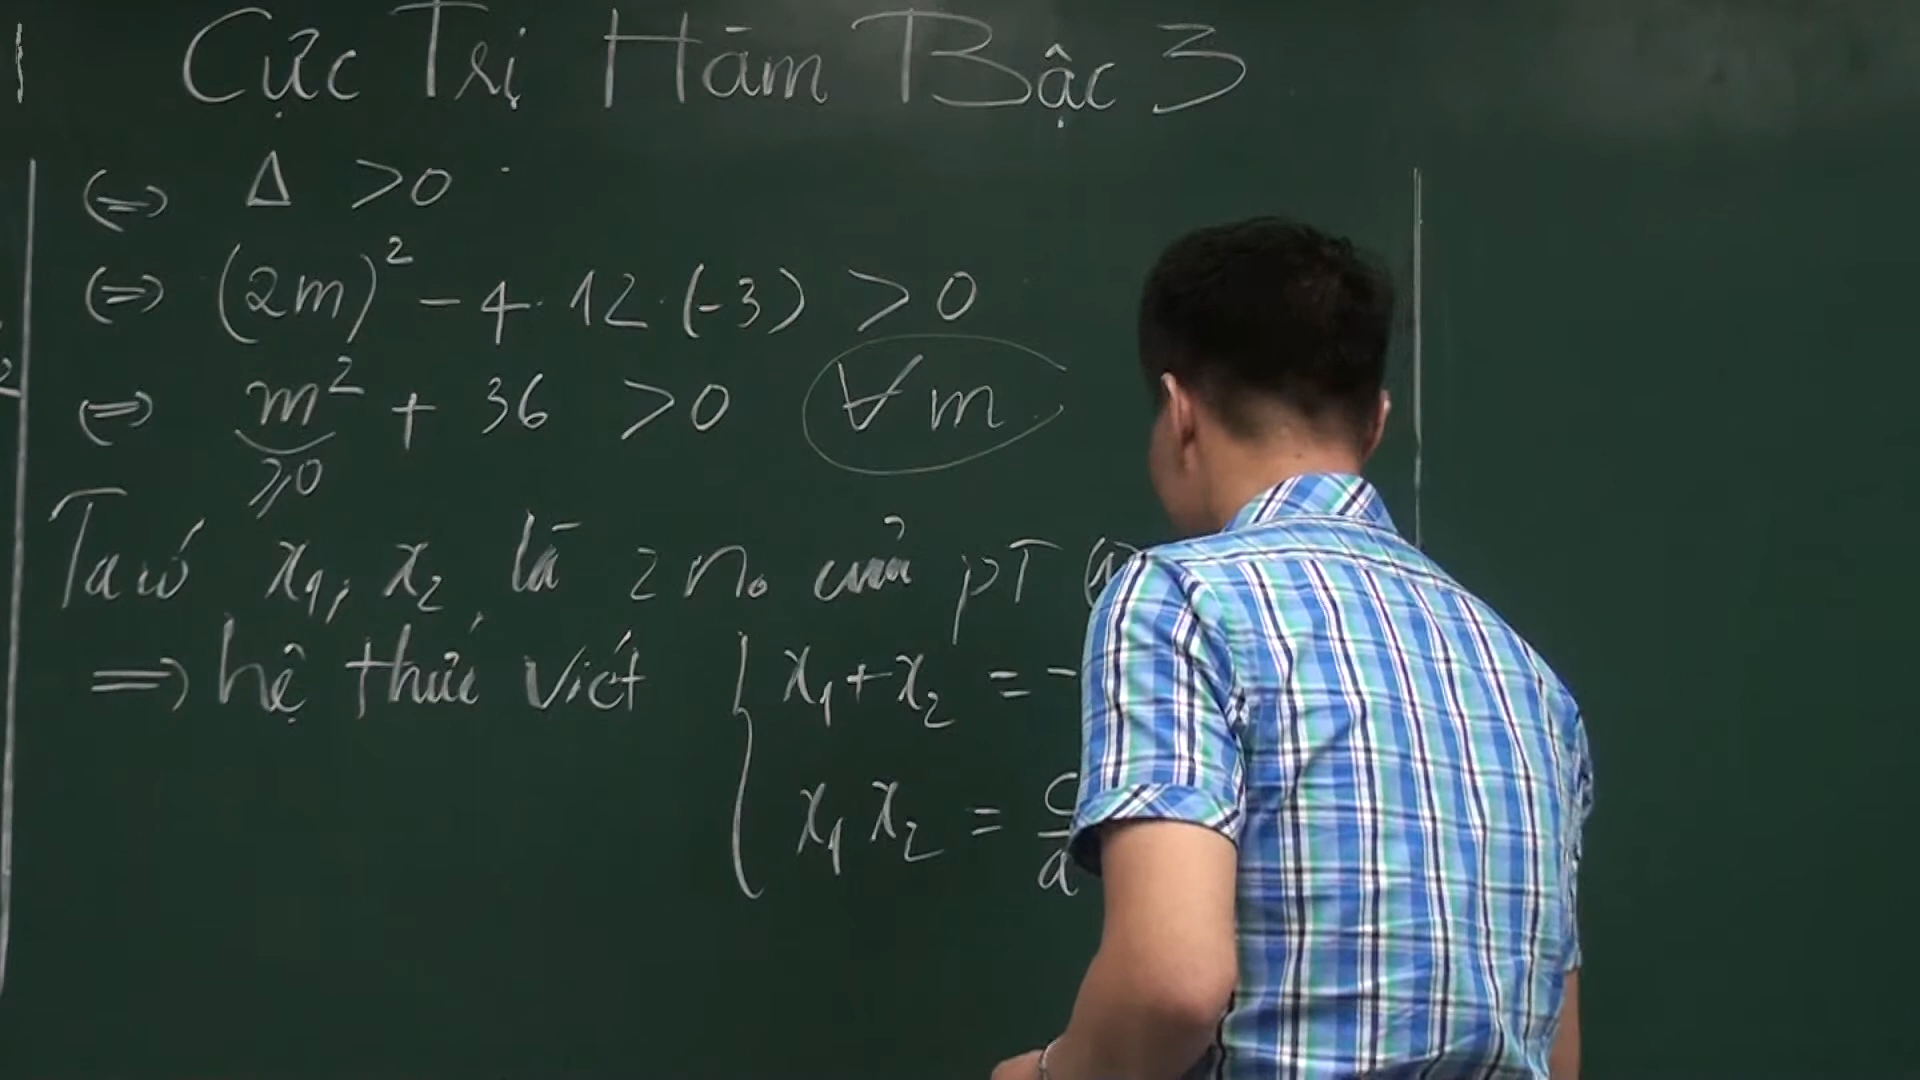 Cực Trị Hàm Bậc 3
⇔ Δ > 0
⇔ (2m)² - 4 · 12 · (-3) > 0
⇔ m² + 36 > 0 ∀ m
≥ 0
Ta có x₁, x₂ là 2 no của PT (1)
⇒ hệ thức Viét { x₁ + x₂ = -
x₁ x₂ = c/a